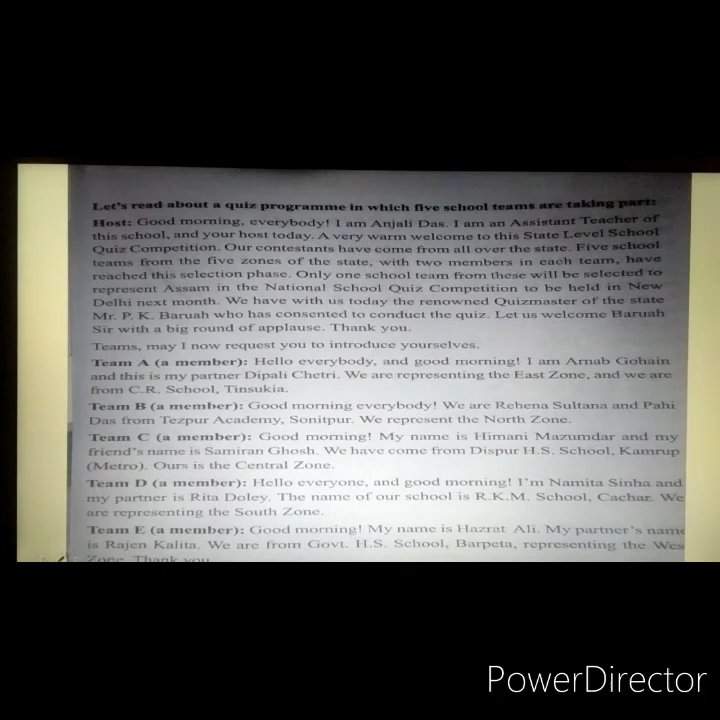 Let's read about a quiz programme in which five school teams are taking part:
Host: Good morning, everybody! I am Anjali Das. I am an Assistant Teacher of
this school, and your host today. A very warm welcome to this State Level School
Quiz Competition. Our contestants have come from all over the state. Five school
teams from the five zones of the state, with two members in each team, have
reached this selection phase. Only one school team from these will be selected to
represent Assam in the National School Quiz Competition to be held in New
Delhi next month. We have with us today the renowned Quizmaster of the state
Mr. P. K. Baruah who has consented to conduct the quiz. Let us welcome Baruah
Sir with a big round of applause. Thank you.
Teams, may I now request you to introduce yourselves.
Team A (a member): Hello everybody, and good morning! I am Arnab Gohain
and this is my partner Dipali Chetri. We are representing the East Zone, and we are
from C.R. School, Tinsukia.
Team B (a member): Good morning everybody! We are Rehena Sultana and Pahi
Das from Tezpur Academy, Sonitpur. We represent the North Zone.
Team C (a member): Good morning! My name is Himani Mazumdar and my
friend's name is Samiran Ghosh. We have come from Dispur H.S. School, Kamrup
(Metro). Ours is the Central Zone.
Team D (a member): Hello everyone, and good morning! I'm Namita Sinha and
my partner is Rita Doley. The name of our school is R.K.M. School, Cachar. We
are representing the South Zone.
Team E (a member): Good morning! My name is Hazrat Ali. My partner's name
is Rajen Kalita. We are from Govt. H.S. School, Barpeta, representing the Wes
Zone. Thank you
PowerDirector